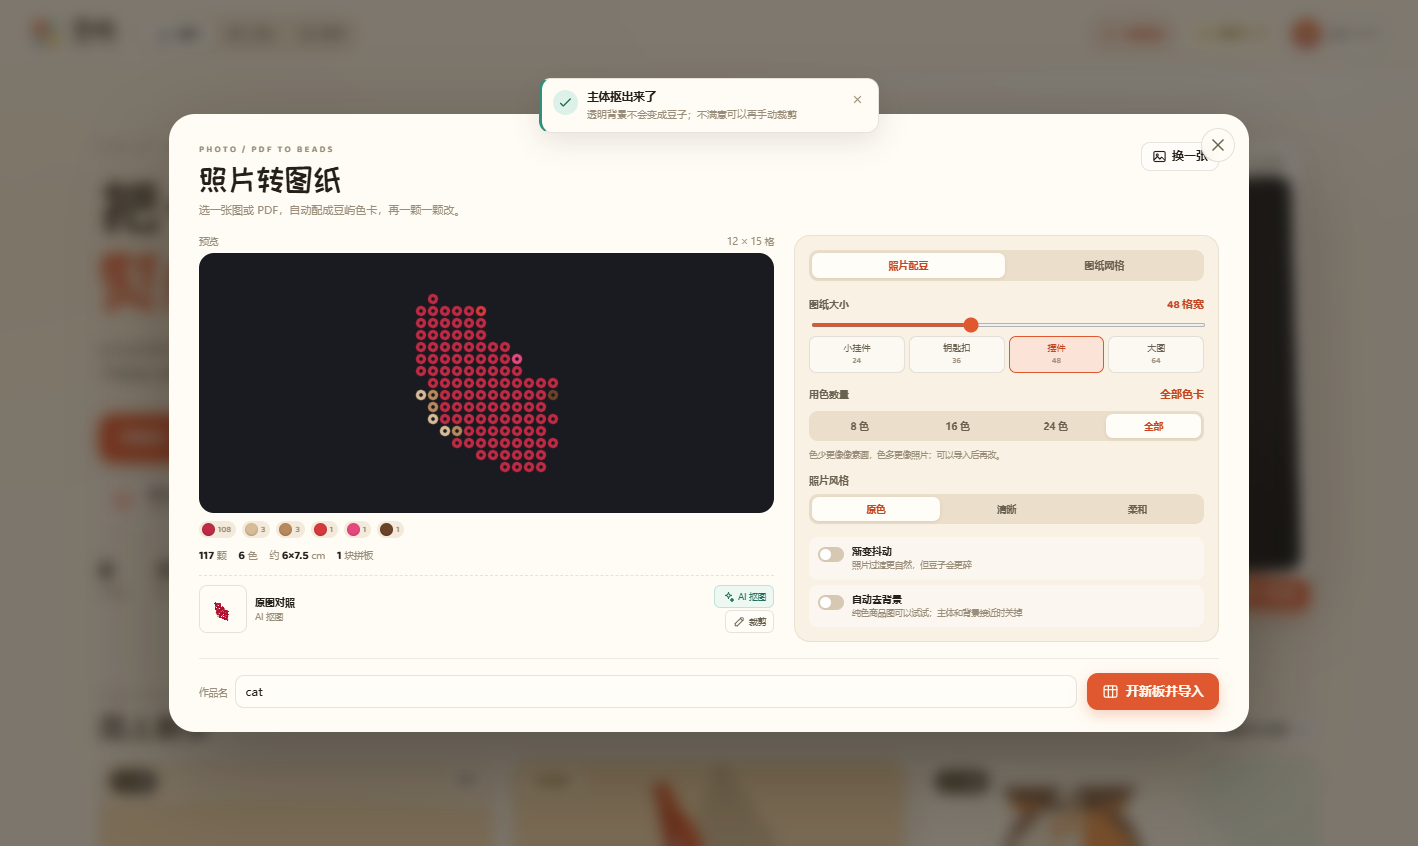 主体抠出来了
透明背景不会变成豆子；不满意可以再手动裁剪
PHOTO / PDF TO BEADS
照片转图纸
选一张图或 PDF，自动配成豆屿色卡，再一颗一颗改。
换一张
预览
12 × 15 格
108
3
3
1
1
1
117 颗 6 色 约 6×7.5 cm 1 块拼板
原图对照
AI 抠图
AI 抠图
裁剪
照片配豆
图纸网格
图纸大小
48 格宽
小挂件
24
钥匙扣
36
摆件
48
大图
64
用色数量
全部色卡
8 色
16 色
24 色
全部
色少更像像素画，色多更像照片；可以导入后再改。
照片风格
原色
清晰
柔和
渐变抖动
照片过渡更自然，但豆子会更碎
自动去背景
纯色商品图可以试试；主体和背景接近时关掉
作品名
cat
开新板并导入